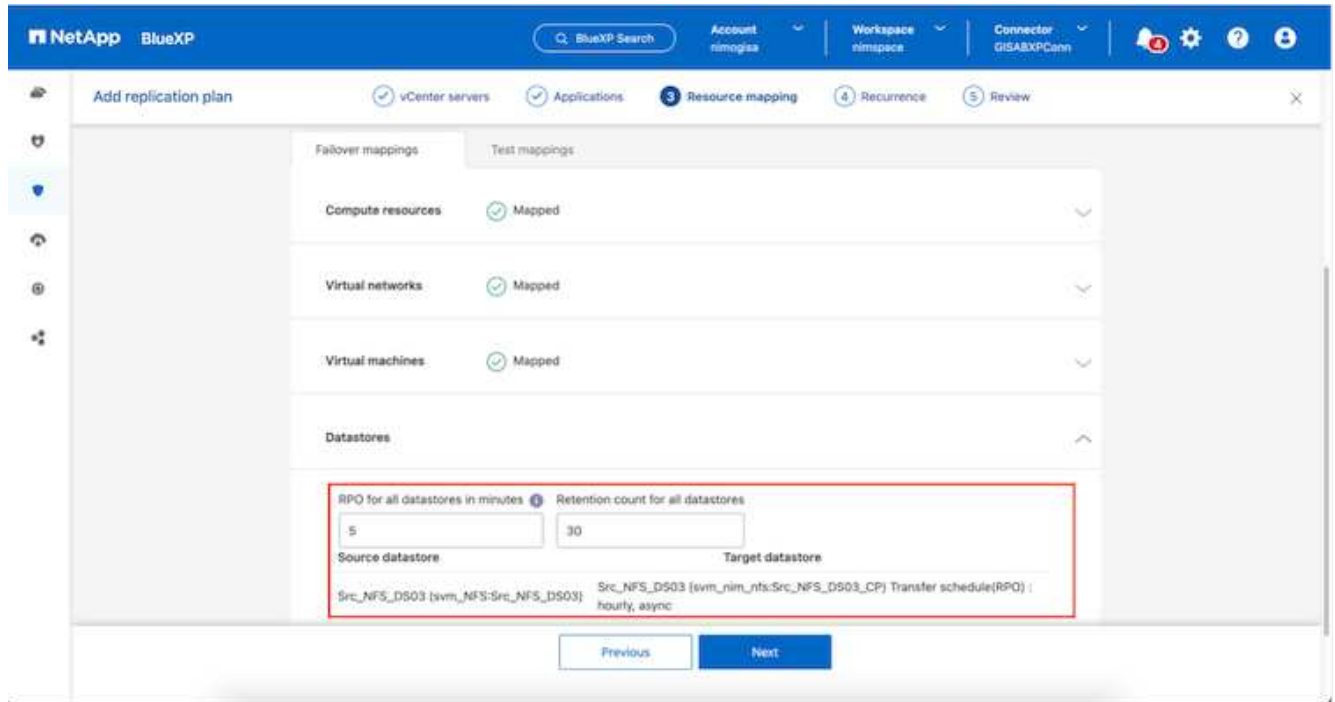 NetApp BlueXP BlueXP Search Account Workspace Connector
nimogisa nimspace GISABXPConn 4
Add replication plan vCenter servers Applications 3 Resource mapping 4 Recurrence 5 Review
Failover mappings Test mappings
Compute resources Mapped
Virtual networks Mapped
Virtual machines Mapped
Datastores
RPO for all datastores in minutes Retention count for all datastores
5 30
Source datastore Target datastore
Src_NFS_DS03 (svm_NFS:Src_NFS_DS03) Src_NFS_DS03 (svm_nim_nfs:Src_NFS_DS03_CP) Transfer schedule(RPO) :
hourly, async
Previous Next